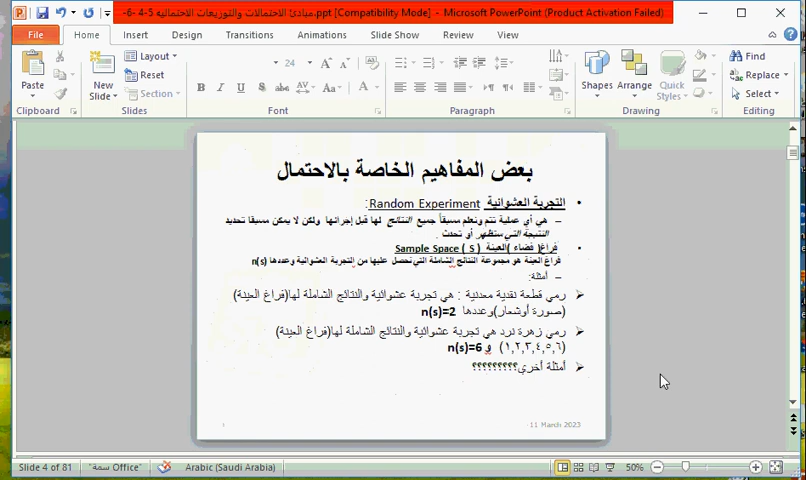 مبادئ الاحتمالات والتوزيعات الاحتماليه 5-4 -6-.ppt [Compatibility Mode] - Microsoft PowerPoint (Product Activation Failed)
File Home Insert Design Transitions Animations Slide Show Review View
Paste
Clipboard
New Slide
Layout
Reset
Section
Slides
24
Font
Paragraph
Shapes
Arrange
Quick Styles
Drawing
Find
Replace
Select
Editing
بعض المفاهيم الخاصة بالاحتمال
• التجربة العشوائية Random Experiment:
– هي أي عملية تتم ونعلم مسبقاً جميع النتائج لها قبل إجرائها ولكن لا يمكن مسبقا تحديد
النتيجة التي ستظهر أو تحدث .
• فراغ( فضاء )العينة Sample Space ( S )
فراغ العينة هو مجموعة النتائج الشاملة التي تحصل عليها من التجربة العشوائية وعددها n(s)
– أمثلة:
رمي قطعة نقدية معدنية : هي تجربة عشوائية والنتائج الشاملة لها(فراغ العينة)
(صورة أوشعار)وعددها n(s)=2
رمي زهرة نرد هي تجربة عشوائية والنتائج الشاملة لها(فراغ العينة)
(١,٢,٣,٤,٥,٦) و n(s)=6
أمثلة أخرى؟؟؟؟؟؟؟؟؟
11 March 2023
Slide 4 of 81
"سمة Office"
Arabic (Saudi Arabia)
50%